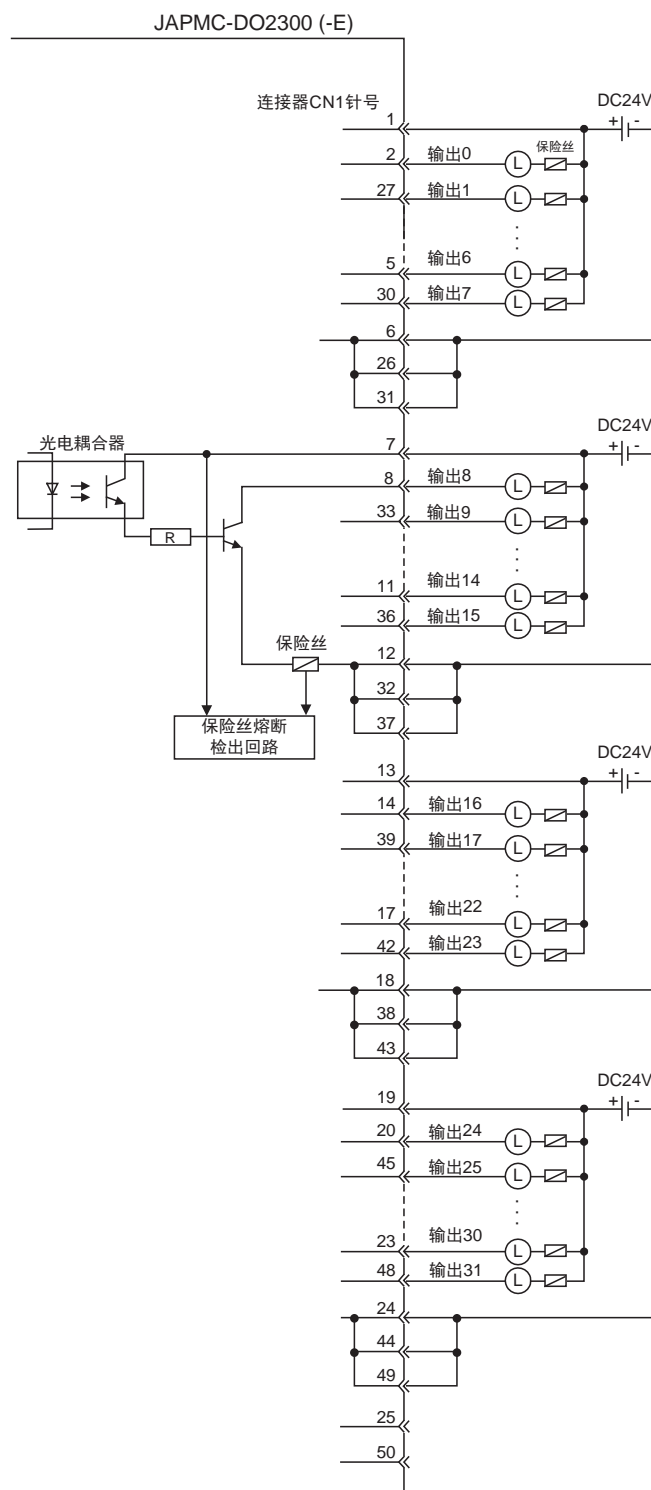 JAPMC-DO2300 (-E)
连接器CN1针号
DC24V
1
+ -
保险丝
2 输出0 L
27 输出1 L
5 输出6 L
30 输出7 L
6
26
31
DC24V
光电耦合器
7
+ -
8 输出8 L
33 输出9 L
R
11 输出14 L
36 输出15 L
保险丝
12
32
保险丝熔断
检出回路
37
DC24V
13
+ -
14 输出16 L
39 输出17 L
17 输出22 L
42 输出23 L
18
38
43
DC24V
19
+ -
20 输出24 L
45 输出25 L
23 输出30 L
48 输出31 L
24
44
49
25
50